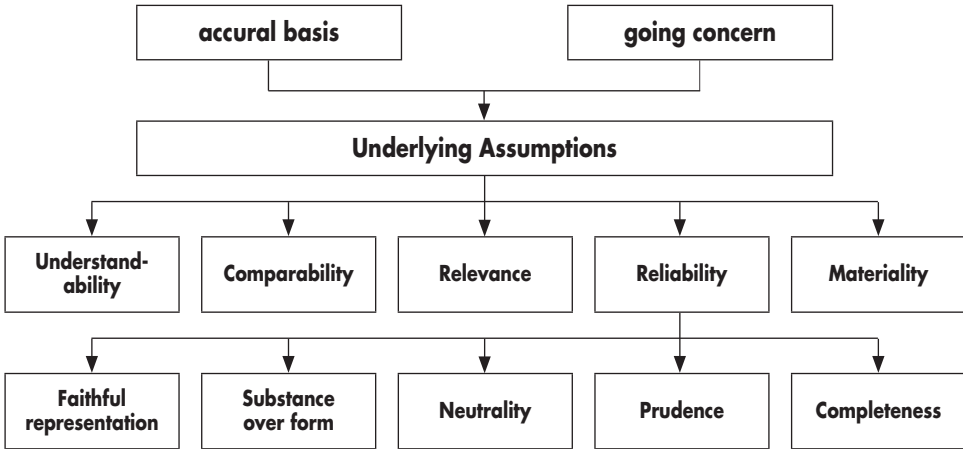 accural basis
going concern
Underlying Assumptions
Understand-
ability
Comparability
Relevance
Reliability
Materiality
Faithful
representation
Substance
over form
Neutrality
Prudence
Completeness